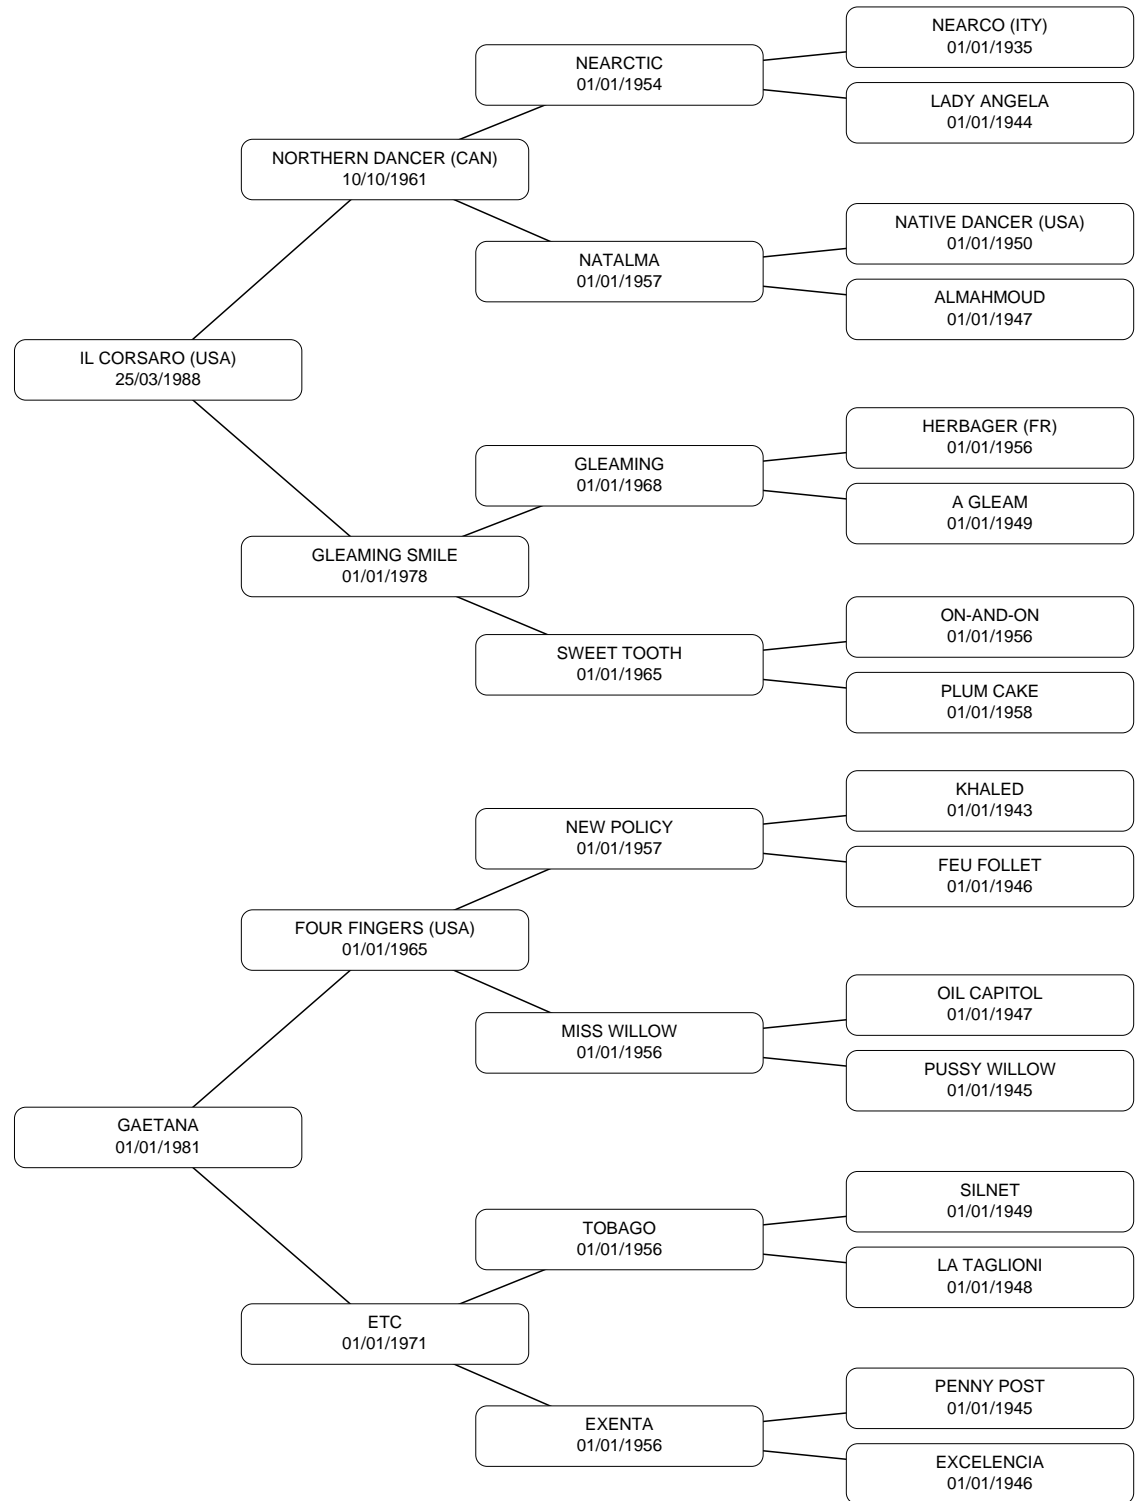 NEARCO (ITY)
01/01/1935
NEARCTIC
01/01/1954
LADY ANGELA
01/01/1944
NORTHERN DANCER (CAN)
10/10/1961
NATIVE DANCER (USA)
01/01/1950
NATALMA
01/01/1957
ALMAHMOUD
01/01/1947
IL CORSARO (USA)
25/03/1988
HERBAGER (FR)
01/01/1956
GLEAMING
01/01/1968
A GLEAM
01/01/1949
GLEAMING SMILE
01/01/1978
ON-AND-ON
01/01/1956
SWEET TOOTH
01/01/1965
PLUM CAKE
01/01/1958
KHALED
01/01/1943
NEW POLICY
01/01/1957
FEU FOLLET
01/01/1946
FOUR FINGERS (USA)
01/01/1965
OIL CAPITOL
01/01/1947
MISS WILLOW
01/01/1956
PUSSY WILLOW
01/01/1945
GAETANA
01/01/1981
SILNET
01/01/1949
TOBAGO
01/01/1956
LA TAGLIONI
01/01/1948
ETC
01/01/1971
PENNY POST
01/01/1945
EXENTA
01/01/1956
EXCELENCIA
01/01/1946